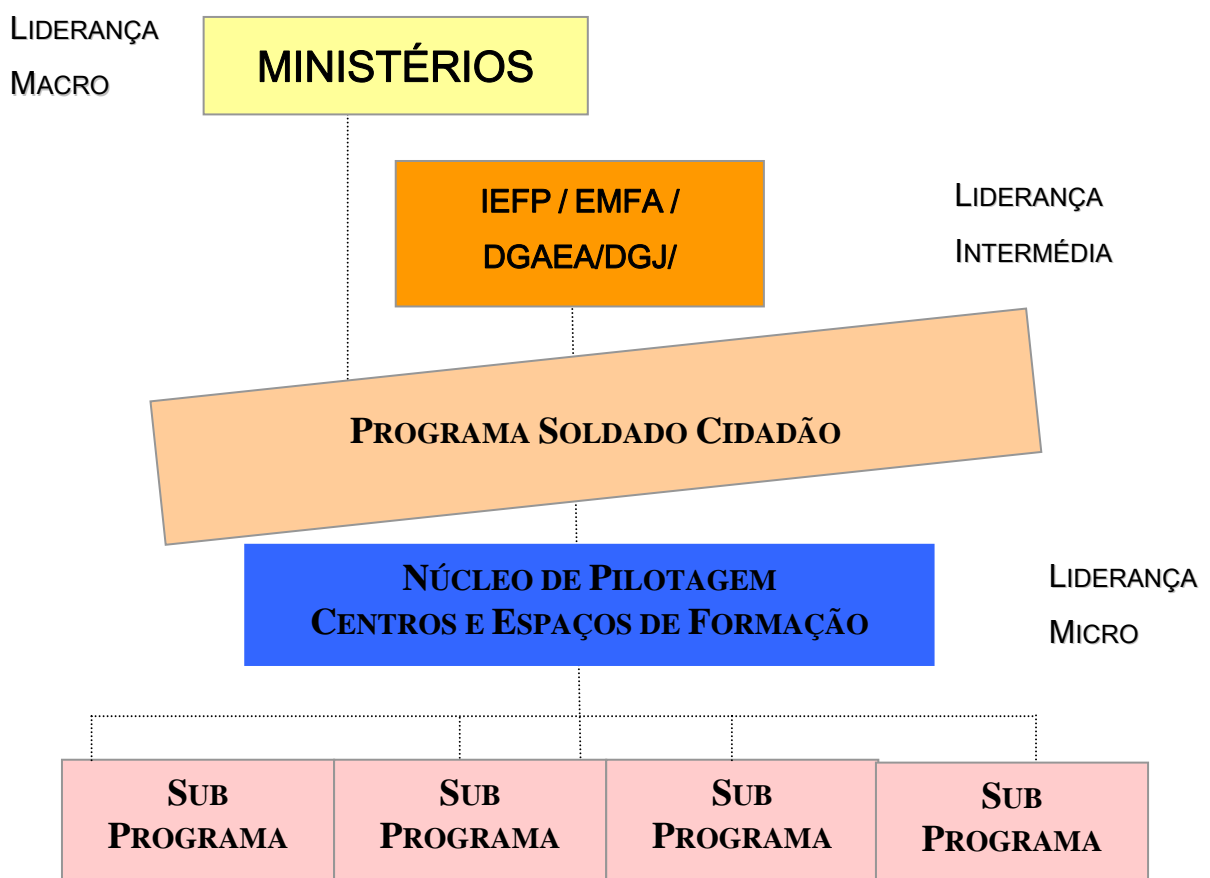 LIDERANÇA
MACRO
MINISTÉRIOS
IEFP / EMFA /
DGAEA/DGJ/
LIDERANÇA
INTERMÉDIA
PROGRAMA SOLDADO CIDADÃO
NÚCLEO DE PILOTAGEM
CENTROS E ESPAÇOS DE FORMAÇÃO
LIDERANÇA
MICRO
SUB
PROGRAMA
SUB
PROGRAMA
SUB
PROGRAMA
SUB
PROGRAMA